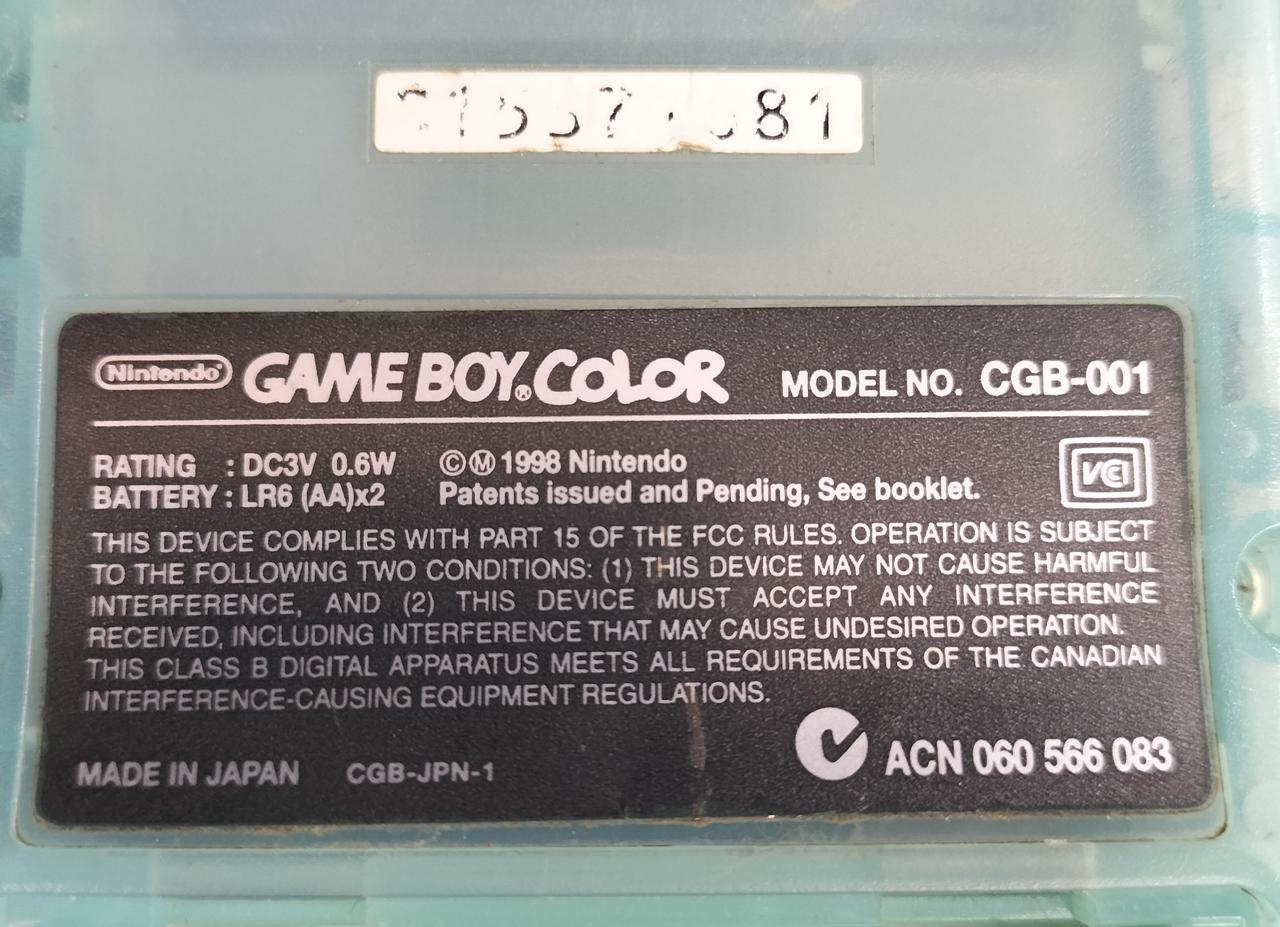 Nintendo® GAME BOY® COLOR MODEL NO. CGB-001
RATING : DC3V 0.6W ©Ⓜ 1998 Nintendo
BATTERY : LR6 (AA)x2 Patents issued and Pending, See booklet.
VCI
THIS DEVICE COMPLIES WITH PART 15 OF THE FCC RULES. OPERATION IS SUBJECT
TO THE FOLLOWING TWO CONDITIONS: (1) THIS DEVICE MAY NOT CAUSE HARMFUL
INTERFERENCE, AND (2) THIS DEVICE MUST ACCEPT ANY INTERFERENCE
RECEIVED, INCLUDING INTERFERENCE THAT MAY CAUSE UNDESIRED OPERATION.
THIS CLASS B DIGITAL APPARATUS MEETS ALL REQUIREMENTS OF THE CANADIAN
INTERFERENCE-CAUSING EQUIPMENT REGULATIONS.
MADE IN JAPAN CGB-JPN-1 ACN 060 566 083